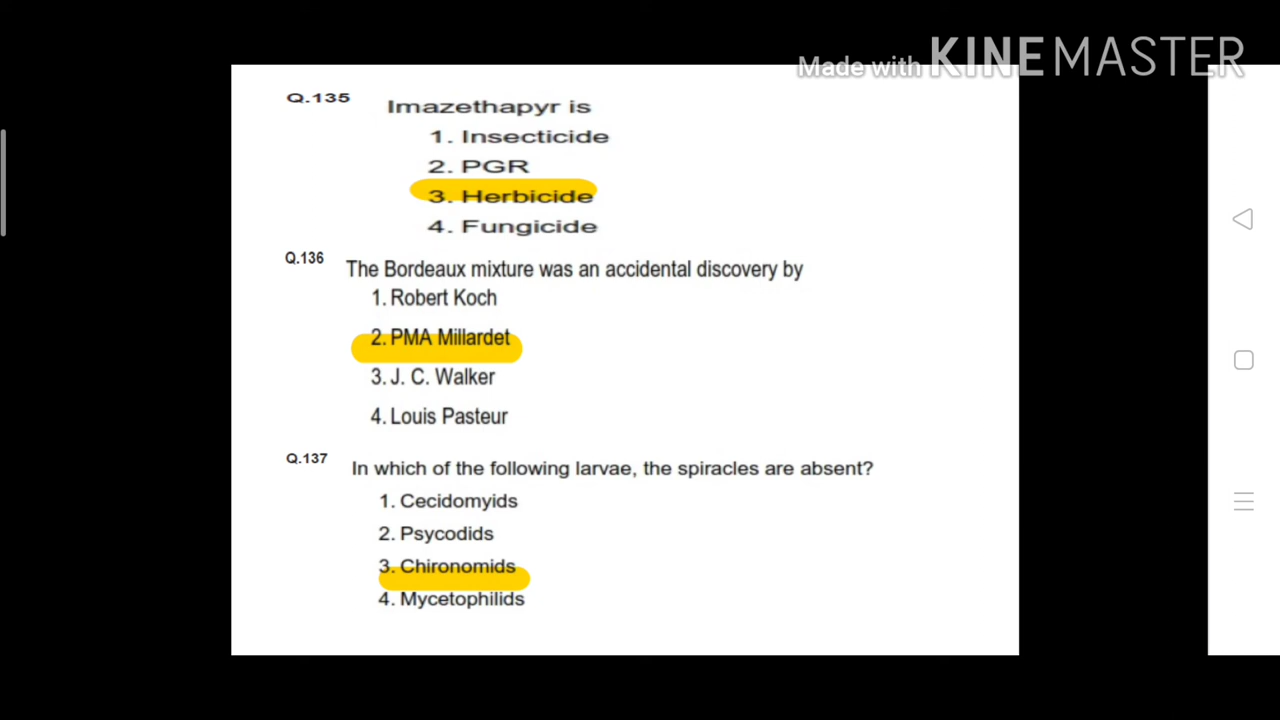 Made with KINEMASTER
Q.135 Imazethapyr is
1. Insecticide
2. PGR
3. Herbicide
4. Fungicide
Q.136 The Bordeaux mixture was an accidental discovery by
1. Robert Koch
2. PMA Millardet
3. J. C. Walker
4. Louis Pasteur
Q.137 In which of the following larvae, the spiracles are absent?
1. Cecidomyids
2. Psycodids
3. Chironomids
4. Mycetophilids